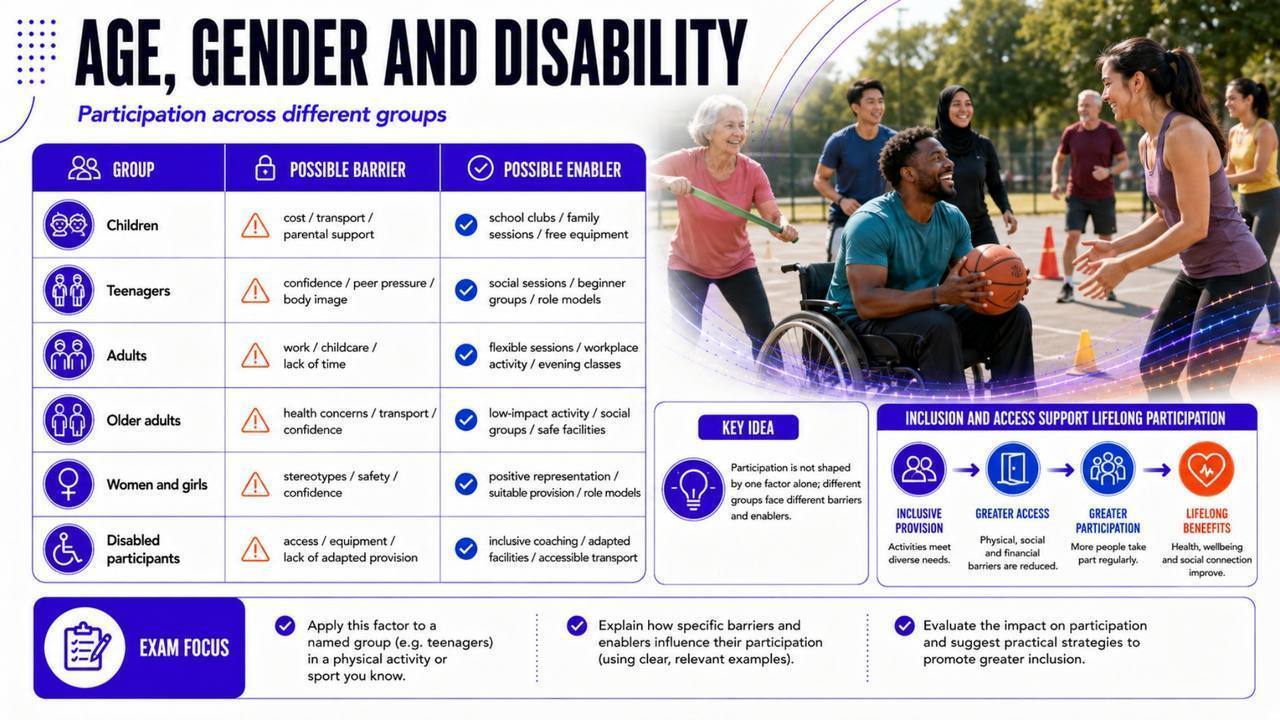 AGE, GENDER AND DISABILITY
Participation across different groups
GROUP
POSSIBLE BARRIER
POSSIBLE ENABLER
Children
cost / transport /
parental support
school clubs / family
sessions / free equipment
Teenagers
confidence / peer pressure /
body image
social sessions / beginner
groups / role models
Adults
work / childcare /
lack of time
flexible sessions / workplace
activity / evening classes
Older adults
health concerns / transport /
confidence
low-impact activity / social
groups / safe facilities
Women and girls
stereotypes / safety /
confidence
positive representation /
suitable provision / role models
Disabled
participants
access / equipment /
lack of adapted provision
inclusive coaching / adapted
facilities / accessible transport
KEY IDEA
Participation is not shaped
by one factor alone; different
groups face different barriers
and enablers.
INCLUSION AND ACCESS SUPPORT LIFELONG PARTICIPATION
INCLUSIVE
PROVISION
Activities meet
diverse needs.
GREATER ACCESS
Physical, social
and financial
barriers are reduced.
GREATER
PARTICIPATION
More people take
part regularly.
LIFELONG
BENEFITS
Health, wellbeing
and social connection
improve.
EXAM FOCUS
Apply this factor to a
named group (e.g. teenagers)
in a physical activity or
sport you know.
Explain how specific barriers and
enablers influence their participation
(using clear, relevant examples).
Evaluate the impact on participation
and suggest practical strategies to
promote greater inclusion.